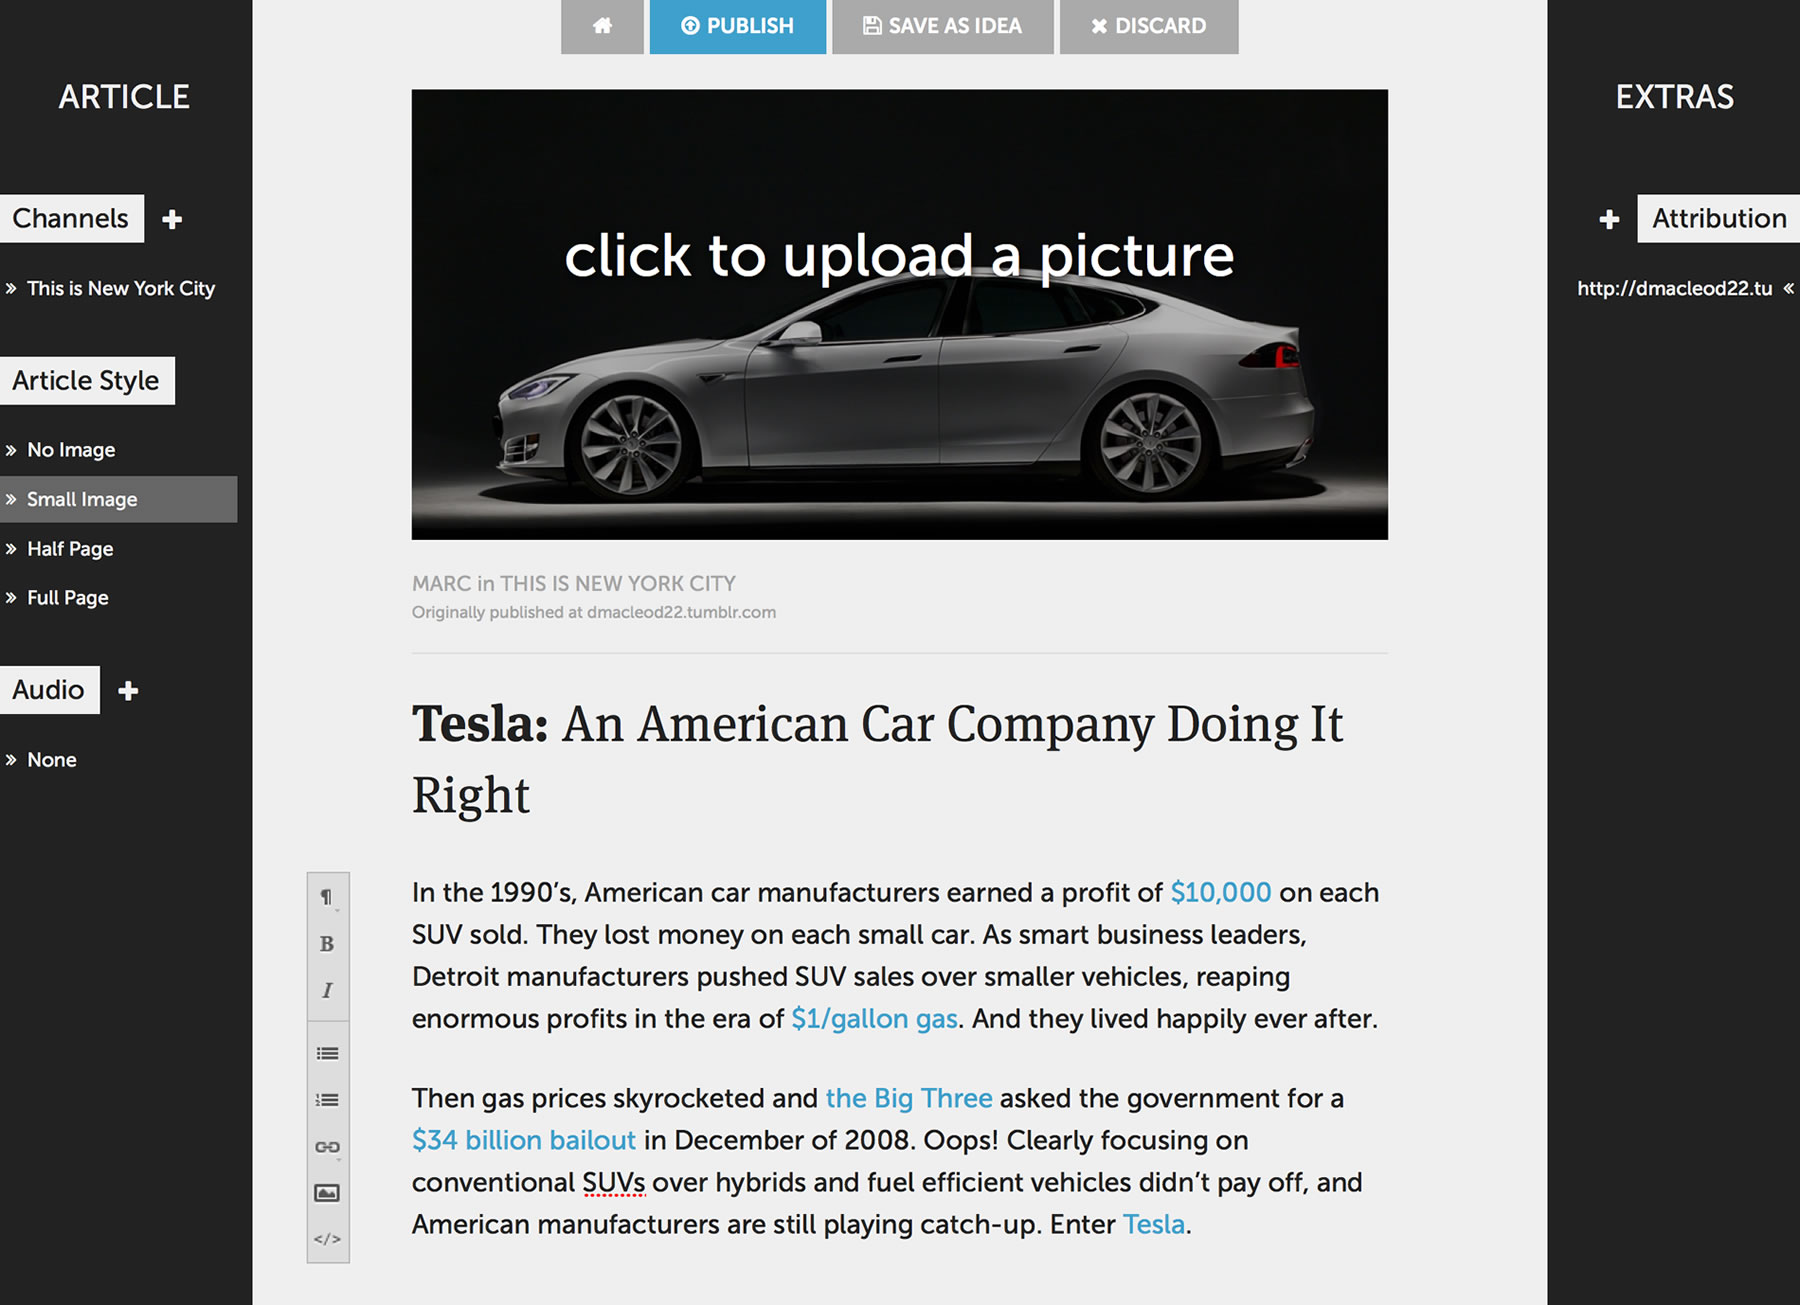 PUBLISH
SAVE AS IDEA
DISCARD
ARTICLE
Channels
This is New York City
Article Style
No Image
Small Image
Half Page
Full Page
Audio
None
click to upload a picture
MARC in THIS IS NEW YORK CITY
Originally published at dmacleod22.tumblr.com
Tesla: An American Car Company Doing It
Right
B
I
</>
In the 1990’s, American car manufacturers earned a profit of $10,000 on each
SUV sold. They lost money on each small car. As smart business leaders,
Detroit manufacturers pushed SUV sales over smaller vehicles, reaping
enormous profits in the era of $1/gallon gas. And they lived happily ever after.
Then gas prices skyrocketed and the Big Three asked the government for a
$34 billion bailout in December of 2008. Oops! Clearly focusing on
conventional SUVs over hybrids and fuel efficient vehicles didn’t pay off, and
American manufacturers are still playing catch-up. Enter Tesla.
EXTRAS
Attribution
http://dmacleod22.tu